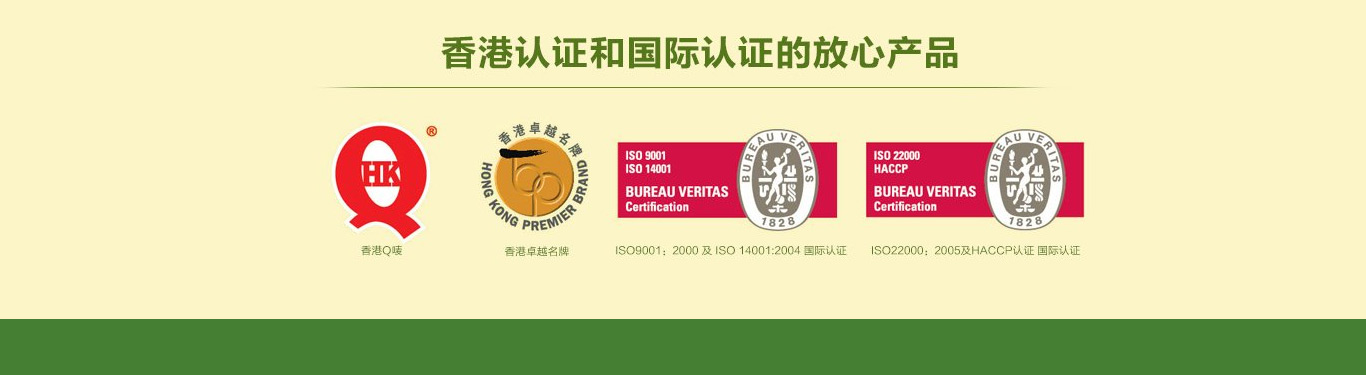 香港认证和国际认证的放心产品
HK
®
香港Q唛
香港卓越名牌
HONG KONG PREMIER BRAND
香港卓越名牌
ISO 9001
ISO 14001
BUREAU VERITAS
Certification
BUREAU VERITAS
1828
ISO9001：2000 及 ISO 14001:2004 国际认证
ISO 22000
HACCP
BUREAU VERITAS
Certification
BUREAU VERITAS
1828
ISO22000：2005及HACCP认证 国际认证